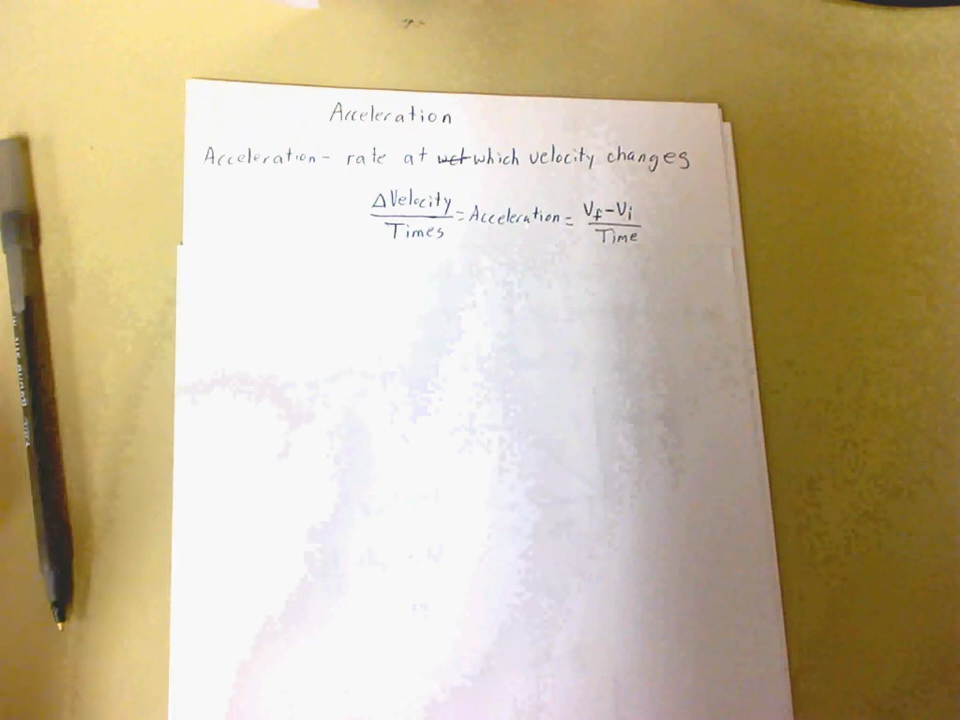 Acceleration
Acceleration - rate at wct which velocity changes
ΔVelocity/Times = Acceleration = Vf-Vi/Time